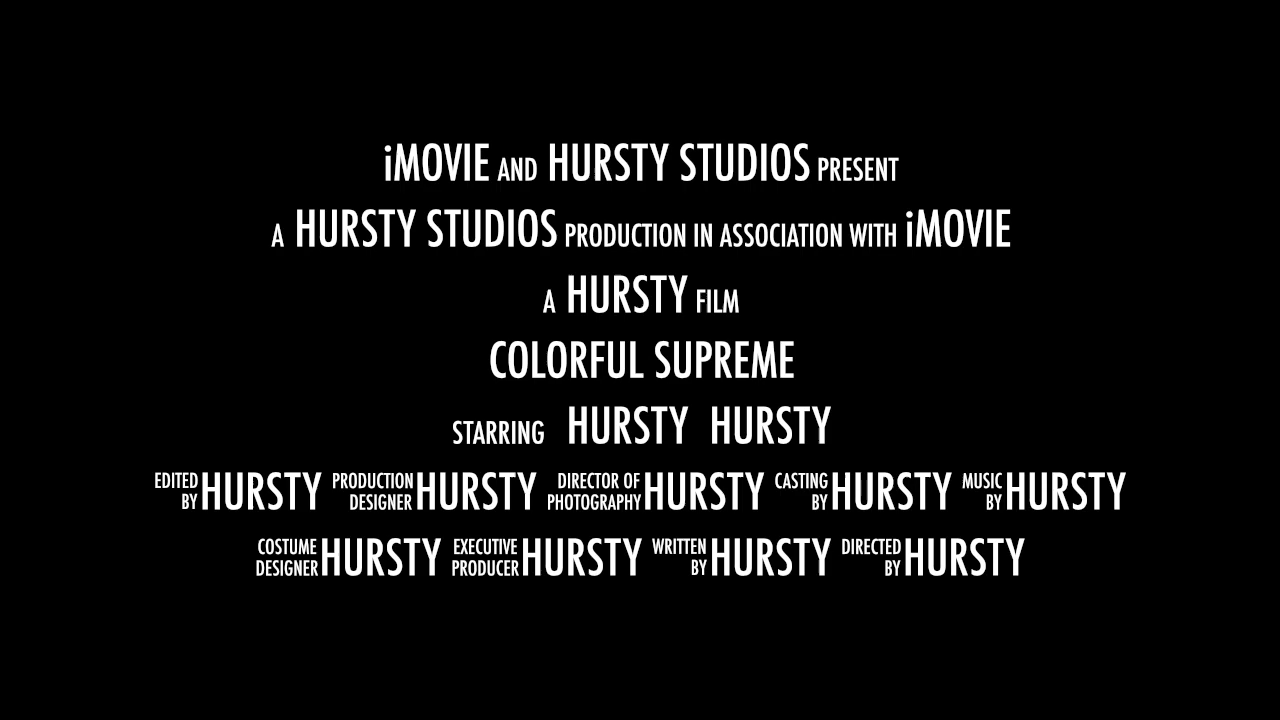 iMOVIE AND HURSTY STUDIOS PRESENT
A HURSTY STUDIOS PRODUCTION IN ASSOCIATION WITH iMOVIE
A HURSTY FILM
COLORFUL SUPREME
STARRING HURSTY HURSTY
EDITED BY HURSTY PRODUCTION DESIGNER HURSTY DIRECTOR OF PHOTOGRAPHY HURSTY CASTING BY HURSTY MUSIC BY HURSTY
COSTUME DESIGNER HURSTY EXECUTIVE PRODUCER HURSTY WRITTEN BY HURSTY DIRECTED BY HURSTY